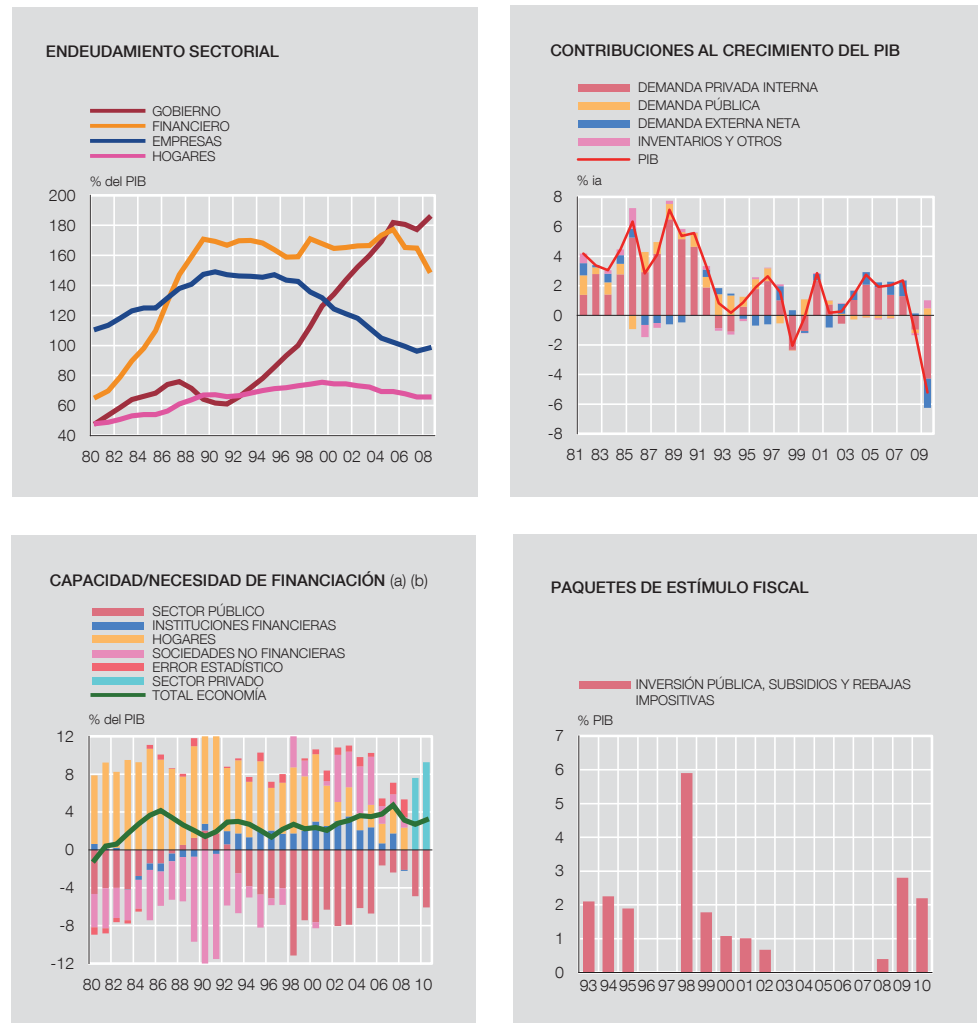 ENDEUDAMIENTO SECTORIAL
GOBIERNO
FINANCIERO
EMPRESAS
HOGARES
% del PIB
200
180
160
140
120
100
80
60
40
80 82 84 86 88 90 92 94 96 98 00 02 04 06 08
CONTRIBUCIONES AL CRECIMIENTO DEL PIB
DEMANDA PRIVADA INTERNA
DEMANDA PÚBLICA
DEMANDA EXTERNA NETA
INVENTARIOS Y OTROS
PIB
% ia
8
6
4
2
0
-2
-4
-6
-8
81 83 85 87 89 91 93 95 97 99 01 03 05 07 09
CAPACIDAD/NECESIDAD DE FINANCIACIÓN (a) (b)
SECTOR PÚBLICO
INSTITUCIONES FINANCIERAS
HOGARES
SOCIEDADES NO FINANCIERAS
ERROR ESTADÍSTICO
SECTOR PRIVADO
TOTAL ECONOMÍA
% del PIB
12
8
4
0
-4
-8
-12
80 82 84 86 88 90 92 94 96 98 00 02 04 06 08 10
PAQUETES DE ESTÍMULO FISCAL
INVERSIÓN PÚBLICA, SUBSIDIOS Y REBAJAS
IMPOSITIVAS
% PIB
7
6
5
4
3
2
1
0
93 94 95 96 97 98 99 00 01 02 03 04 05 06 07 08 09 10